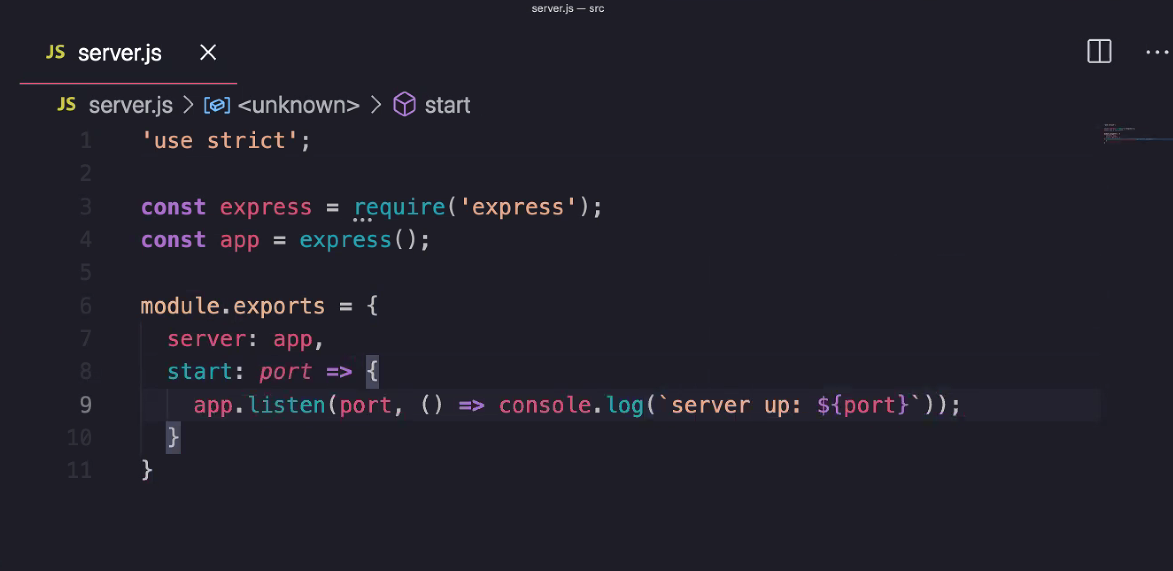 server.js — src
JS server.js
JS server.js > <unknown> > start
1 'use strict';
2
3 const express = require('express');
4 const app = express();
5
6 module.exports = {
7 server: app,
8 start: port => {
9 app.listen(port, () => console.log(`server up: ${port}`));
10 }
11 }